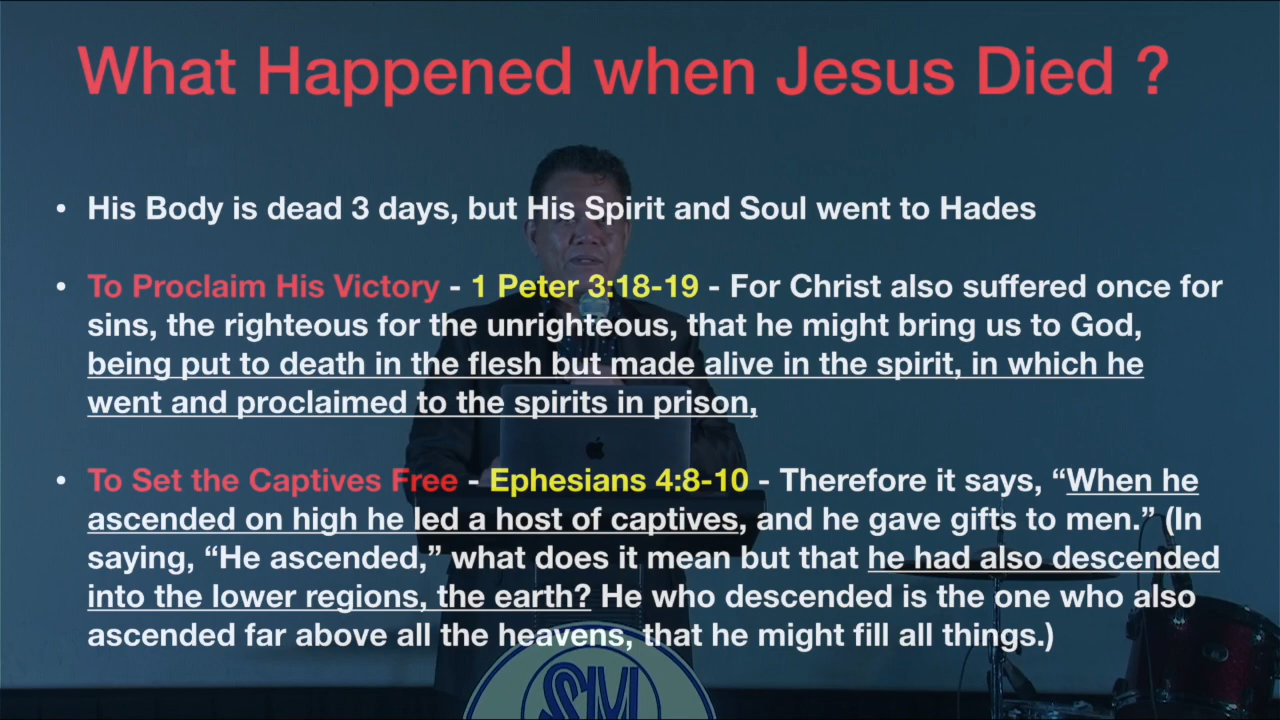 What Happened when Jesus Died ?
• His Body is dead 3 days, but His Spirit and Soul went to Hades
• To Proclaim His Victory - 1 Peter 3:18-19 - For Christ also suffered once for
sins, the righteous for the unrighteous, that he might bring us to God,
being put to death in the flesh but made alive in the spirit, in which he
went and proclaimed to the spirits in prison,
• To Set the Captives Free - Ephesians 4:8-10 - Therefore it says, “When he
ascended on high he led a host of captives, and he gave gifts to men.” (In
saying, “He ascended,” what does it mean but that he had also descended
into the lower regions, the earth? He who descended is the one who also
ascended far above all the heavens, that he might fill all things.)
SM